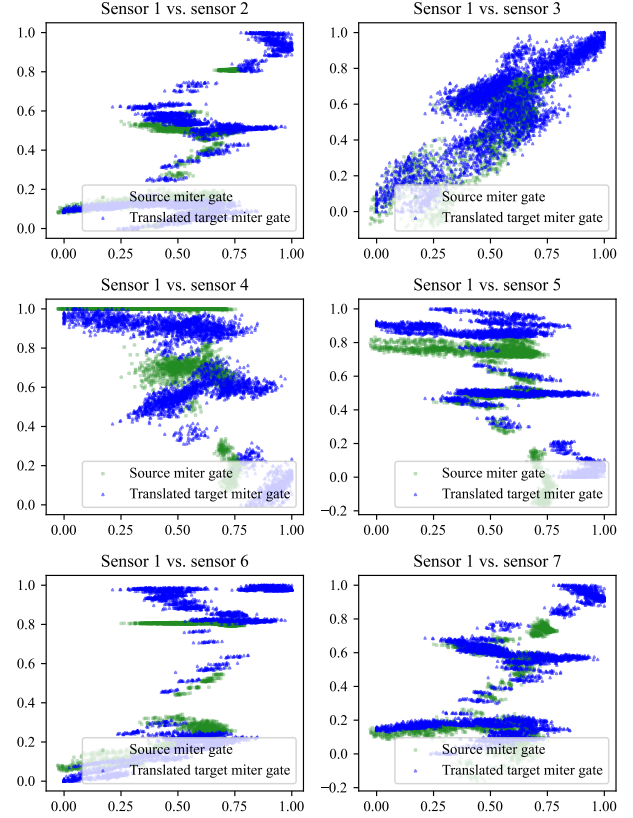 Sensor 1 vs. sensor 2
Sensor 1 vs. sensor 3
1.0
0.8
0.6
0.4
0.2
0.0
Source miter gate
Translated target miter gate
0.00 0.25 0.50 0.75 1.00
1.0
0.8
0.6
0.4
0.2
0.0
Source miter gate
Translated target miter gate
0.00 0.25 0.50 0.75 1.00
Sensor 1 vs. sensor 4
Sensor 1 vs. sensor 5
1.0
0.8
0.6
0.4
0.2
0.0
Source miter gate
Translated target miter gate
0.00 0.25 0.50 0.75 1.00
1.0
0.8
0.6
0.4
0.2
0.0
−0.2
Source miter gate
Translated target miter gate
0.00 0.25 0.50 0.75 1.00
Sensor 1 vs. sensor 6
Sensor 1 vs. sensor 7
1.0
0.8
0.6
0.4
0.2
0.0
Source miter gate
Translated target miter gate
0.00 0.25 0.50 0.75 1.00
1.0
0.8
0.6
0.4
0.2
0.0
−0.2
Source miter gate
Translated target miter gate
0.00 0.25 0.50 0.75 1.00